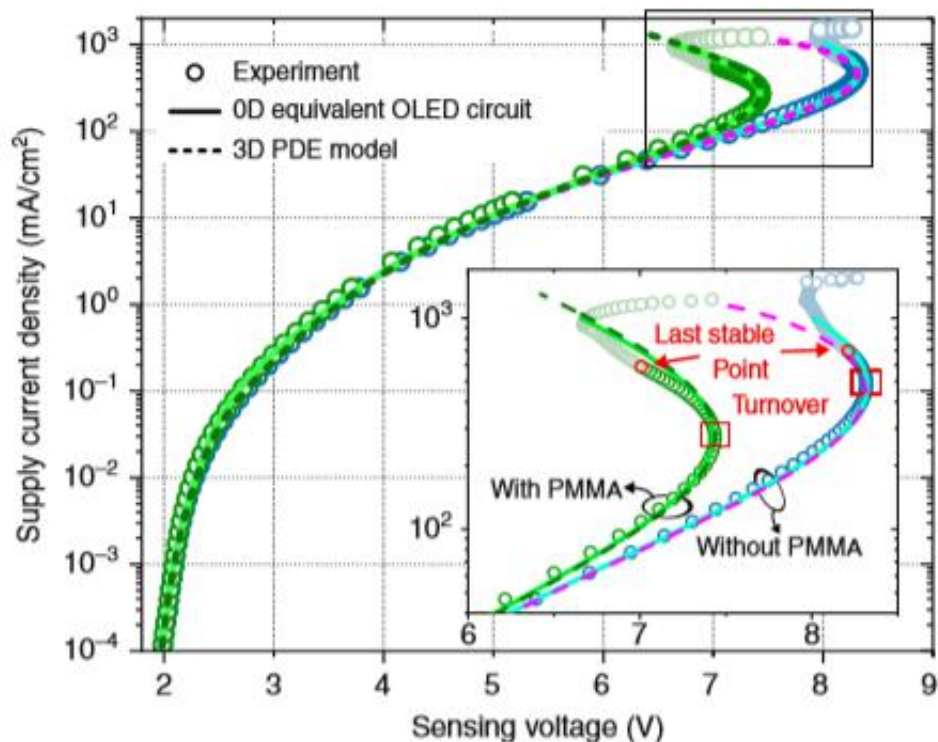 10³
10²
10¹
10⁰
10⁻¹
10⁻²
10⁻³
10⁻⁴
Supply current density (mA/cm2)
Experiment
0D equivalent OLED circuit
3D PDE model
10³
10²
Last stable
Point
Turnover
With PMMA
Without PMMA
6 7 8
2 3 4 5 6 7 8 9
Sensing voltage (V)